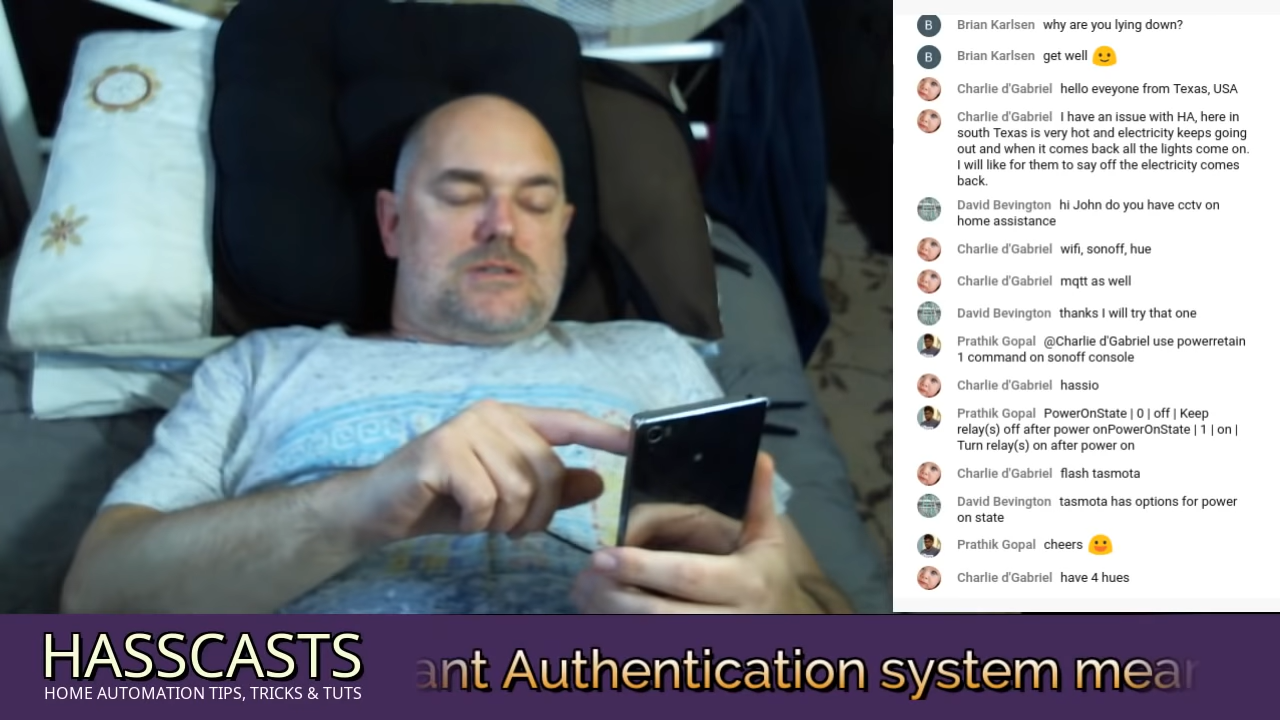 B Brian Karlsen why are you lying down?
B Brian Karlsen get well
Charlie d'Gabriel hello eveyone from Texas, USA
Charlie d'Gabriel I have an issue with HA, here in
south Texas is very hot and electricity keeps going
out and when it comes back all the lights come on.
I will like for them to say off the electricity comes
back.
David Bevington hi John do you have cctv on
home assistance
Charlie d'Gabriel wifi, sonoff, hue
Charlie d'Gabriel mqtt as well
David Bevington thanks I will try that one
Prathik Gopal @Charlie d'Gabriel use powerretain
1 command on sonoff console
Charlie d'Gabriel hassio
Prathik Gopal PowerOnState | 0 | off | Keep
relay(s) off after power onPowerOnState | 1 | on |
Turn relay(s) on after power on
Charlie d'Gabriel flash tasmota
David Bevington tasmota has options for power
on state
Prathik Gopal cheers
Charlie d'Gabriel have 4 hues
HASSCASTS
HOME AUTOMATION TIPS, TRICKS & TUTS
ant Authentication system mear